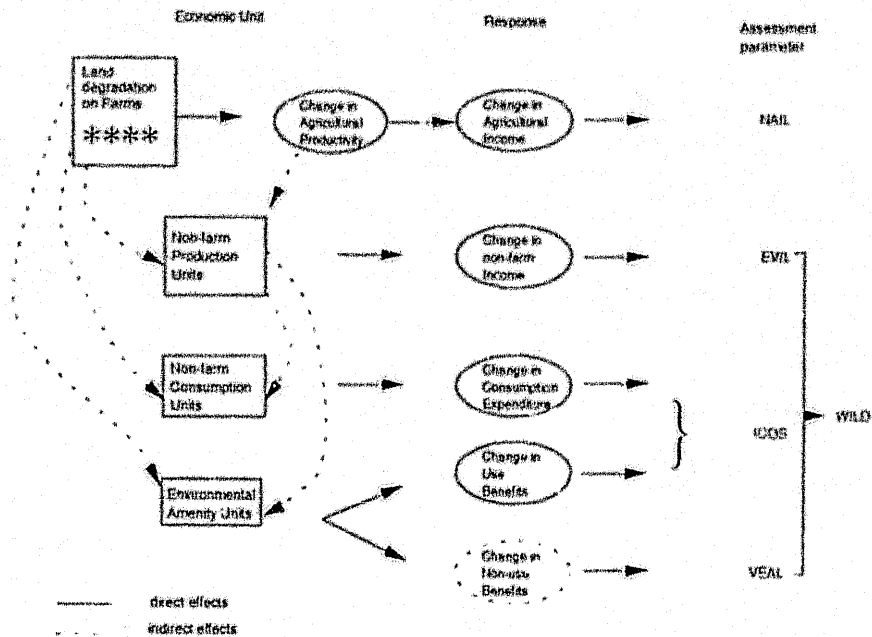 Economic Unit
Response
Assessment
parameter
Land
degradation
on Farms
****
Change in
Agricultural
Productivity
Change in
Agricultural
Income
NAIL
Non-farm
Production
Units
Change in
non-farm
Income
EVIL
Non-farm
Consumption
Units
Change in
Consumption
Expenditure
ICOS
WILD
Environmental
Amenity Units
Change in
Use
Benefits
Change in
Non-use
Benefits
VEAL
direct effects
indirect effects